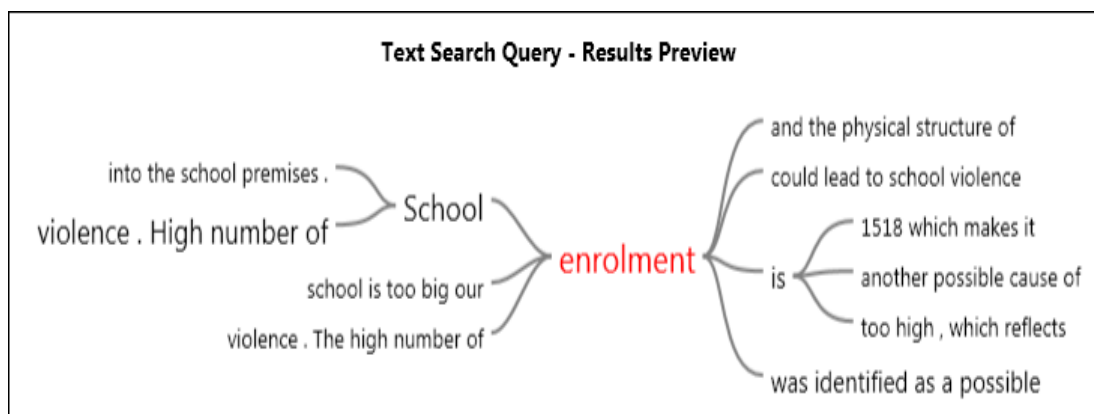 Text Search Query - Results Preview
into the school premises .
violence . High number of
School
school is too big our
violence . The high number of
enrolment
and the physical structure of
could lead to school violence
is
1518 which makes it
another possible cause of
too high , which reflects
was identified as a possible